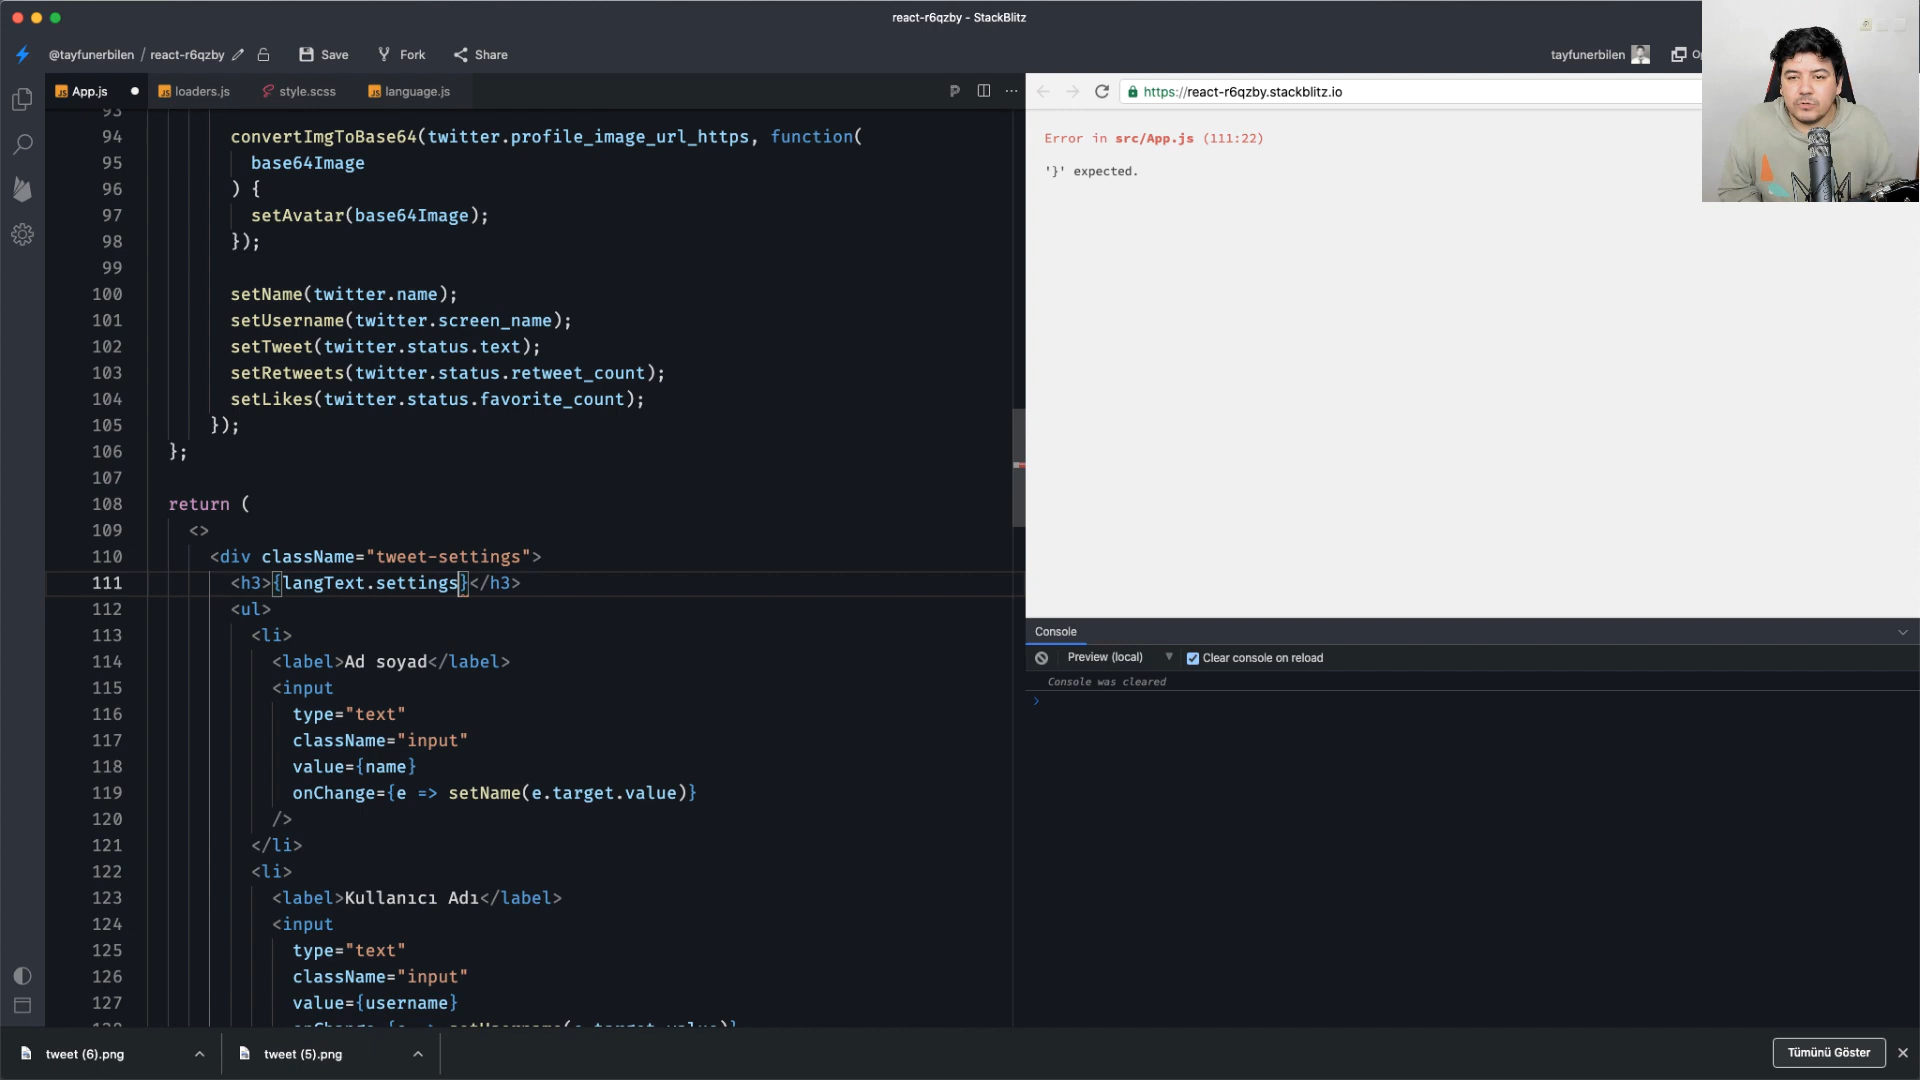 react-r6qzby - StackBlitz
@tayfunerbilen / react-r6qzby
Save
Fork
Share
tayfunerbilen
App.js
loaders.js
style.scss
language.js
https://react-r6qzby.stackblitz.io
94 convertImgToBase64(twitter.profile_image_url_https, function(
95 base64Image
96 ) {
97 setAvatar(base64Image);
98 });
99
100 setName(twitter.name);
101 setUsername(twitter.screen_name);
102 setTweet(twitter.status.text);
103 setRetweets(twitter.status.retweet_count);
104 setLikes(twitter.status.favorite_count);
105 });
106 };
107
108 return (
109 <>
110 <div className="tweet-settings">
111 <h3>{langText.settings}</h3>
112 <ul>
113 <li>
114 <label>Ad soyad</label>
115 <input
116 type="text"
117 className="input"
118 value={name}
119 onChange={e => setName(e.target.value)}
120 />
121 </li>
122 <li>
123 <label>Kullanıcı Adı</label>
124 <input
125 type="text"
126 className="input"
127 value={username}
Error in src/App.js (111:22)
'}' expected.
Console
Preview (local)
Clear console on reload
Console was cleared
tweet (6).png
tweet (5).png
Tümünü Göster